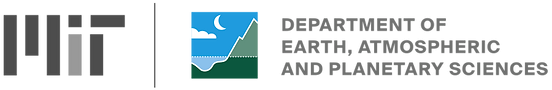 MIT
DEPARTMENT OF
EARTH, ATMOSPHERIC
AND PLANETARY SCIENCES